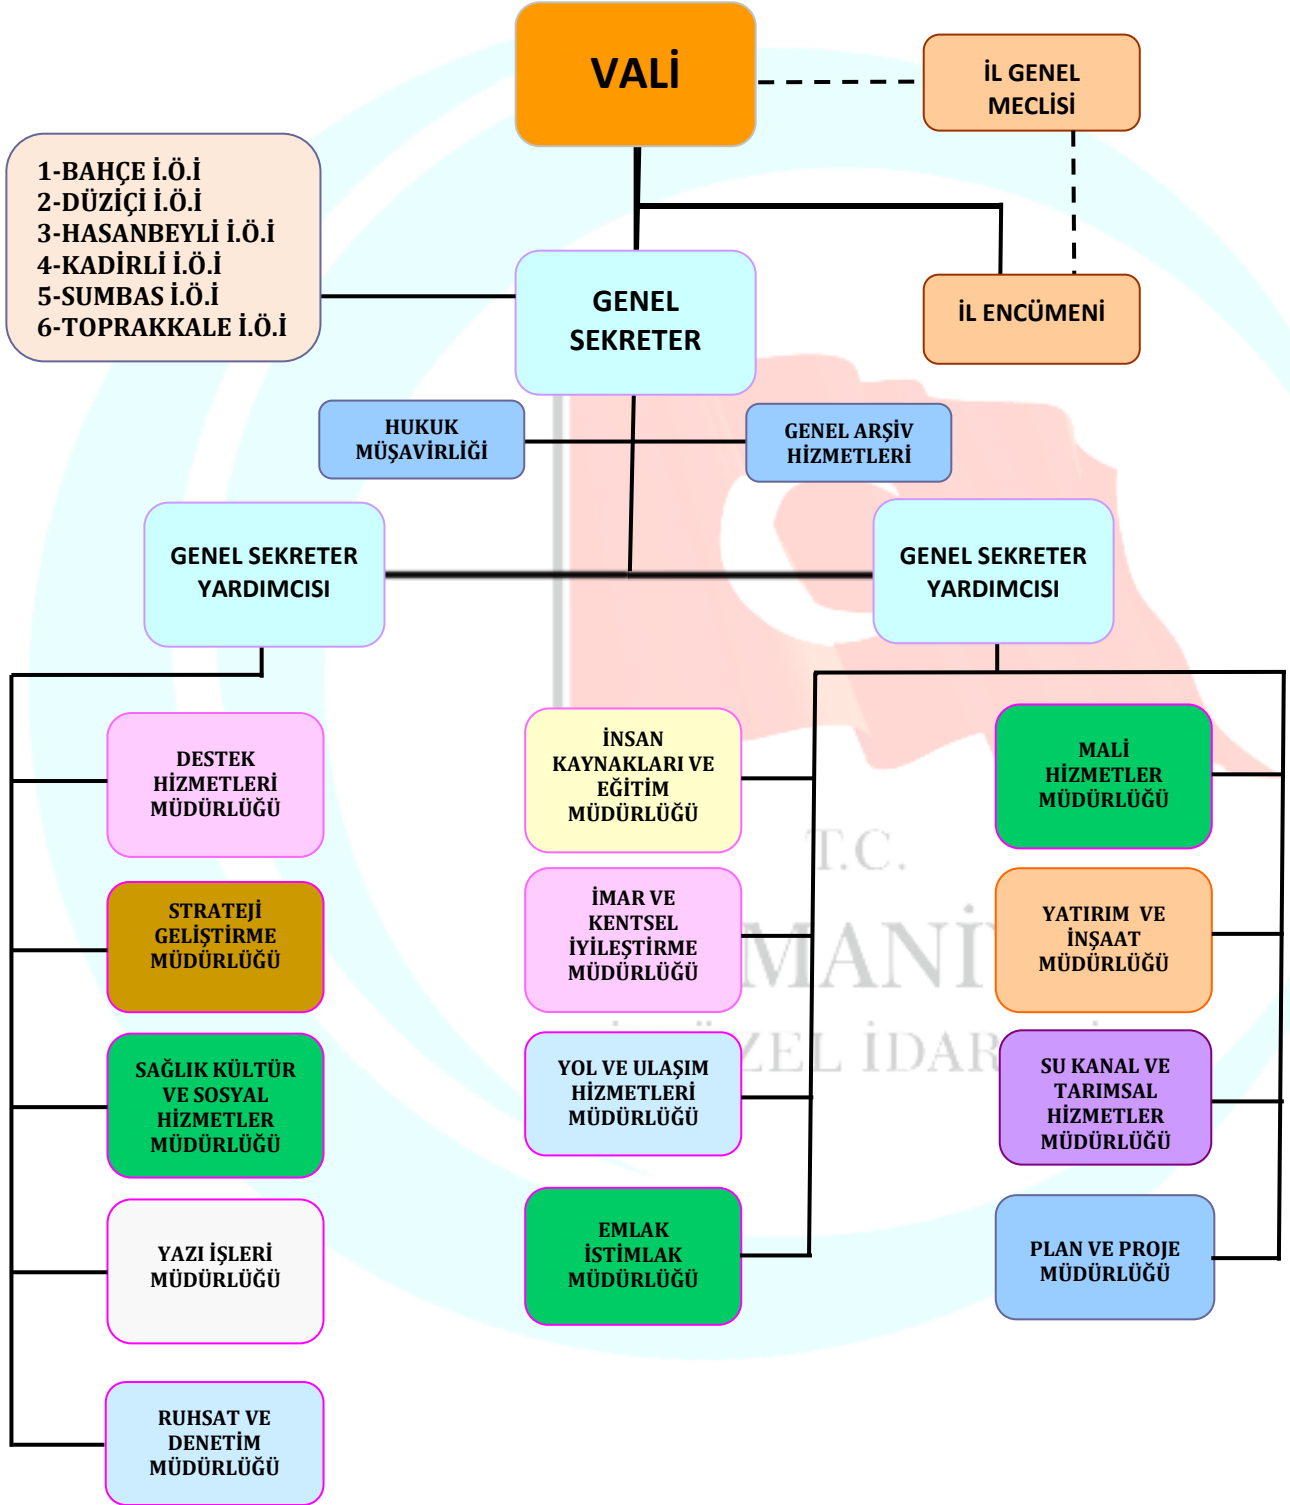 VALİ
İL GENEL
MECLİSİ
1-BAHÇE İ.Ö.İ
2-DÜZİÇİ İ.Ö.İ
3-HASANBEYLİ İ.Ö.İ
4-KADİRLİ İ.Ö.İ
5-SUMBAS İ.Ö.İ
6-TOPRAKKALE İ.Ö.İ
GENEL
SEKRETER
İL ENCÜMENİ
HUKUK
MÜŞAVİRLİĞİ
GENEL ARŞİV
HİZMETLERİ
GENEL SEKRETER
YARDIMCISI
GENEL SEKRETER
YARDIMCISI
DESTEK
HİZMETLERİ
MÜDÜRLÜĞÜ
STRATEJİ
GELİŞTİRME
MÜDÜRLÜĞÜ
SAĞLIK KÜLTÜR
VE SOSYAL
HİZMETLER
MÜDÜRLÜĞÜ
YAZI İŞLERİ
MÜDÜRLÜĞÜ
RUHSAT VE
DENETİM
MÜDÜRLÜĞÜ
İNSAN
KAYNAKLARI VE
EĞİTİM
MÜDÜRLÜĞÜ
İMAR VE
KENTSEL
İYİLEŞTİRME
MÜDÜRLÜĞÜ
YOL VE ULAŞIM
HİZMETLERİ
MÜDÜRLÜĞÜ
EMLAK
İSTİMLAK
MÜDÜRLÜĞÜ
MALİ
HİZMETLER
MÜDÜRLÜĞÜ
YATIRIM VE
İNŞAAT
MÜDÜRLÜĞÜ
SU KANAL VE
TARIMSAL
HİZMETLER
MÜDÜRLÜĞÜ
PLAN VE PROJE
MÜDÜRLÜĞÜ
T.C.